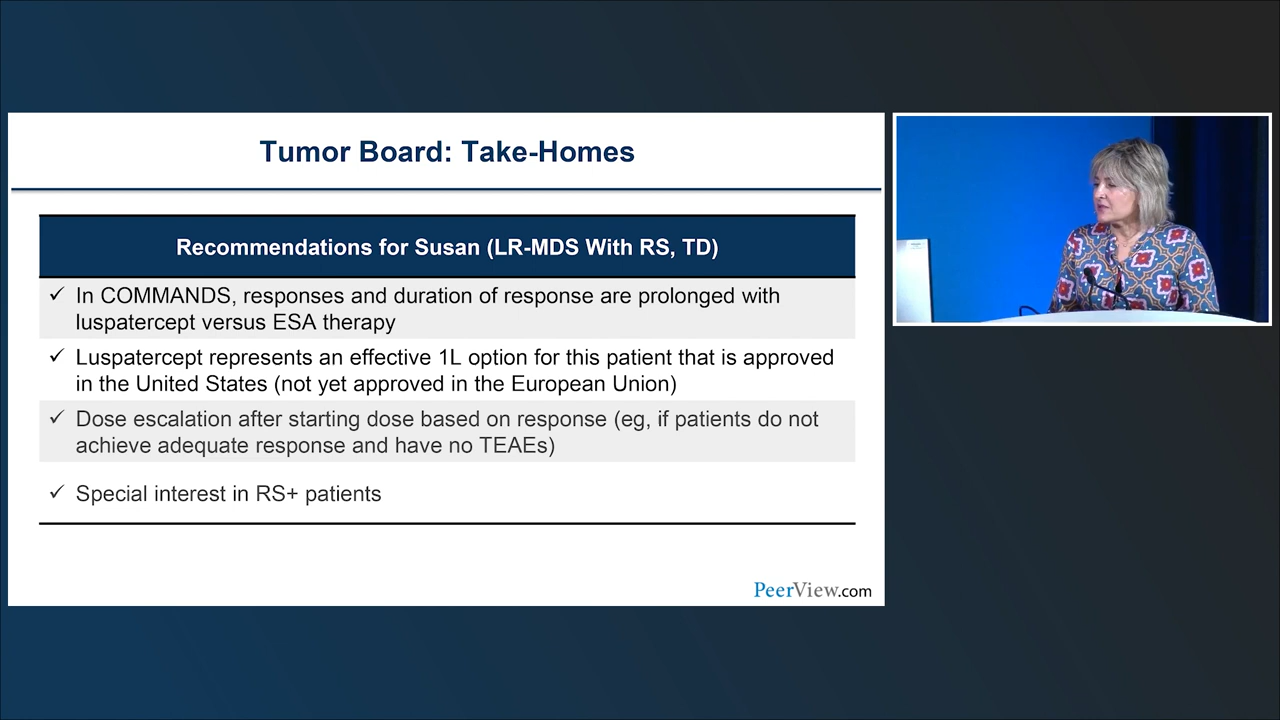 Tumor Board: Take-Homes
Recommendations for Susan (LR-MDS With RS, TD)
✓ In COMMANDS, responses and duration of response are prolonged with
luspatercept versus ESA therapy
✓ Luspatercept represents an effective 1L option for this patient that is approved
in the United States (not yet approved in the European Union)
✓ Dose escalation after starting dose based on response (eg, if patients do not
achieve adequate response and have no TEAEs)
✓ Special interest in RS+ patients
PeerView.com